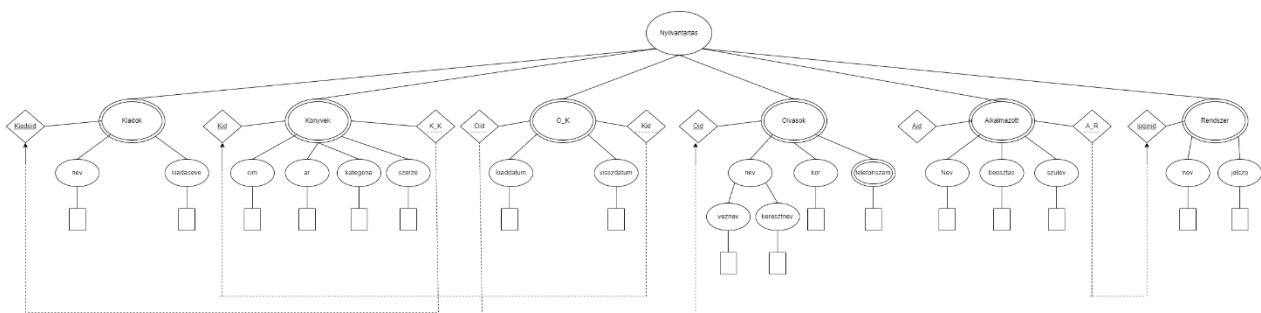 Nyilvantartas
Kiadoid
Kiadok
Kid
Konyvek
K_K
Oid
O_K
Kid
Oid
Olvasok
Aid
Alkalmazott
A_R
loginid
Rendszer
nev
kiadaseve
cim
ar
kategoria
szerzo
kiaddatum
visszdatum
nev
kor
telefonszam
Nev
beosztas
szulev
nev
jelszo
veznev
keresztnev